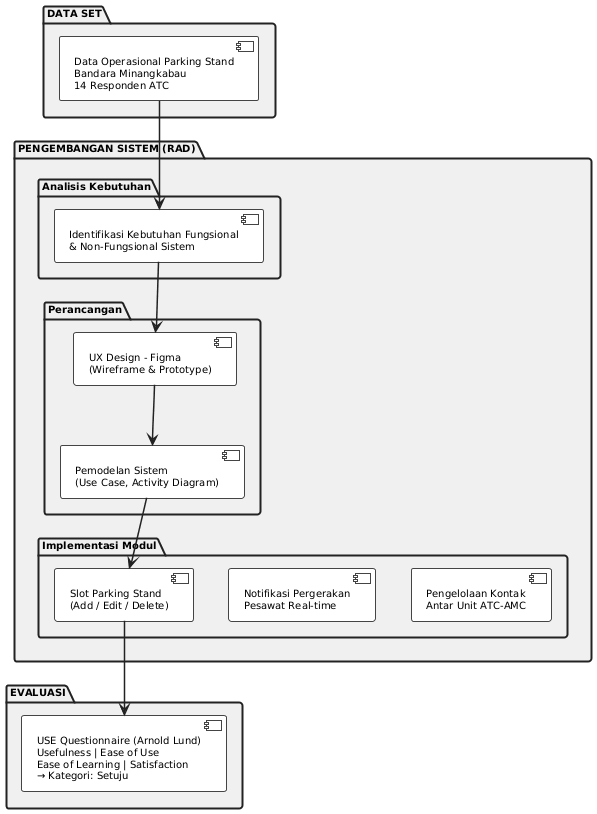 DATA SET
Data Operasional Parking Stand
Bandara Minangkabau
14 Responden ATC
PENGEMBANGAN SISTEM (RAD)
Analisis Kebutuhan
Identifikasi Kebutuhan Fungsional
& Non-Fungsional Sistem
Perancangan
UX Design - Figma
(Wireframe & Prototype)
Pemodelan Sistem
(Use Case, Activity Diagram)
Implementasi Modul
Slot Parking Stand
(Add / Edit / Delete)
Notifikasi Pergerakan
Pesawat Real-time
Pengelolaan Kontak
Antar Unit ATC-AMC
EVALUASI
USE Questionnaire (Arnold Lund)
Usefulness | Ease of Use
Ease of Learning | Satisfaction
→ Kategori: Setuju